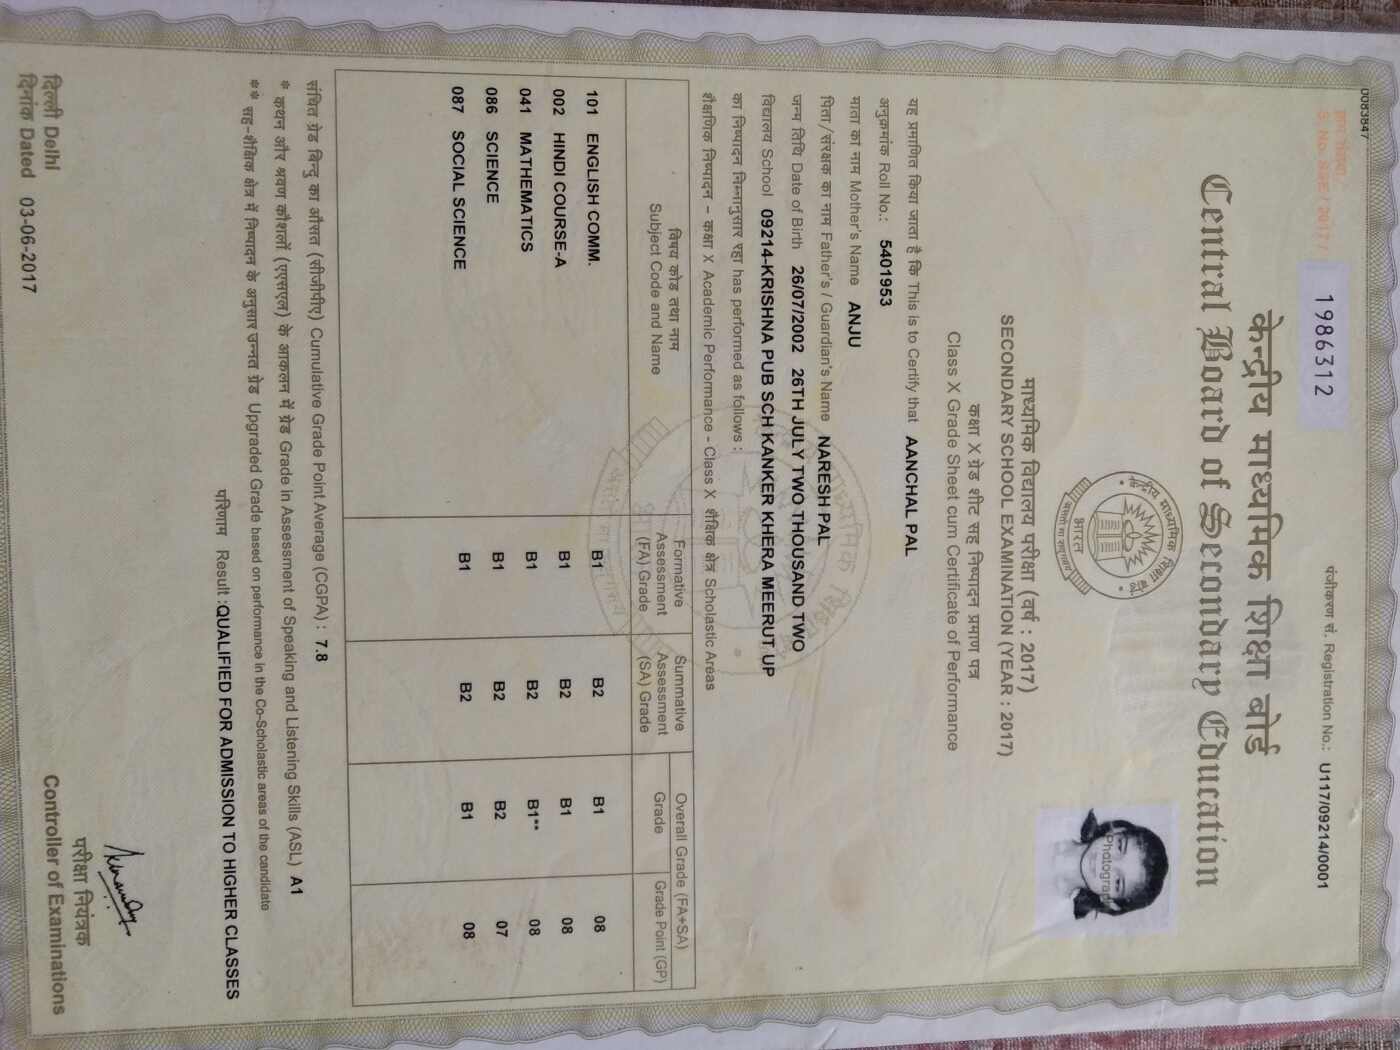 0083847
1986312
पंजीकरण सं. Registration No.: U117/09214/0001
केन्द्रीय माध्यमिक शिक्षा बोर्ड
Central Board of Secondary Education
केन्द्रीय माध्यमिक शिक्षा बोर्ड
भारत
असतो मा सद्गमय
Photograph
माध्यमिक विद्यालय परीक्षा (वर्ष : 2017)
SECONDARY SCHOOL EXAMINATION (YEAR : 2017)
कक्षा X ग्रेड शीट सह निष्पादन प्रमाण पत्र
Class X Grade Sheet cum Certificate of Performance
यह प्रमाणित किया जाता है कि This is to Certify that AANCHAL PAL
अनुक्रमांक Roll No.: 5401953
माता का नाम Mother's Name ANJU
पिता/संरक्षक का नाम Father's / Guardian's Name NARESH PAL
जन्म तिथि Date of Birth 26/07/2002 26TH JULY TWO THOUSAND TWO
विद्यालय School 09214-KRISHNA PUB SCH KANKER KHERA MEERUT UP
का निष्पादन निम्नानुसार रहा has performed as follows :
शैक्षणिक निष्पादन - कक्षा X Academic Performance - Class X शैक्षिक क्षेत्र Scholastic Areas
विषय कोड तथा नाम Subject Code and Name
Formative Assessment (FA) Grade
Summative Assessment (SA) Grade
Overall Grade (FA+SA)
Grade Grade Point (GP)
101 ENGLISH COMM. B1 B2 B1 08
002 HINDI COURSE-A B1 B2 B1 08
041 MATHEMATICS B1 B2 B1** 08
086 SCIENCE B1 B2 B2 07
087 SOCIAL SCIENCE B1 B2 B1 08
संचित ग्रेड बिन्दु का औसत (सीजीपीए) Cumulative Grade Point Average (CGPA) : 7.8
* कथन और श्रवण कौशलों (एएसएल) के आकलन में ग्रेड Grade in Assessment of Speaking and Listening Skills (ASL) A1
** सह-शैक्षिक क्षेत्र में निष्पादन के अनुसार उन्नत ग्रेड Upgraded Grade based on performance in the Co-Scholastic areas of the candidate
परिणाम Result :QUALIFIED FOR ADMISSION TO HIGHER CLASSES
दिल्ली Delhi
दिनांक Dated 03-06-2017
परीक्षा नियंत्रक
Controller of Examinations